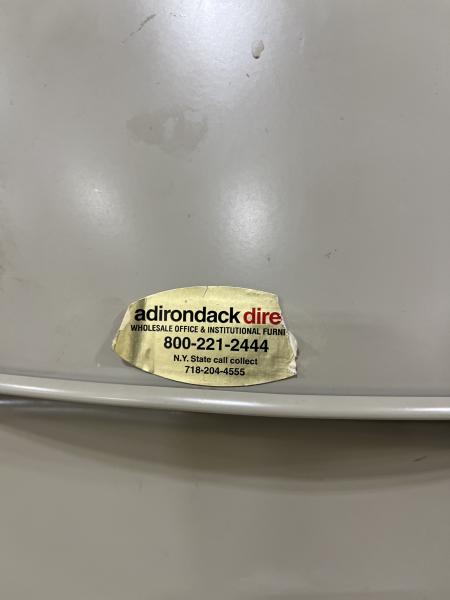 adirondack dire
WHOLESALE OFFICE & INSTITUTIONAL FURNI
800-221-2444
N.Y. State call collect
718-204-4555